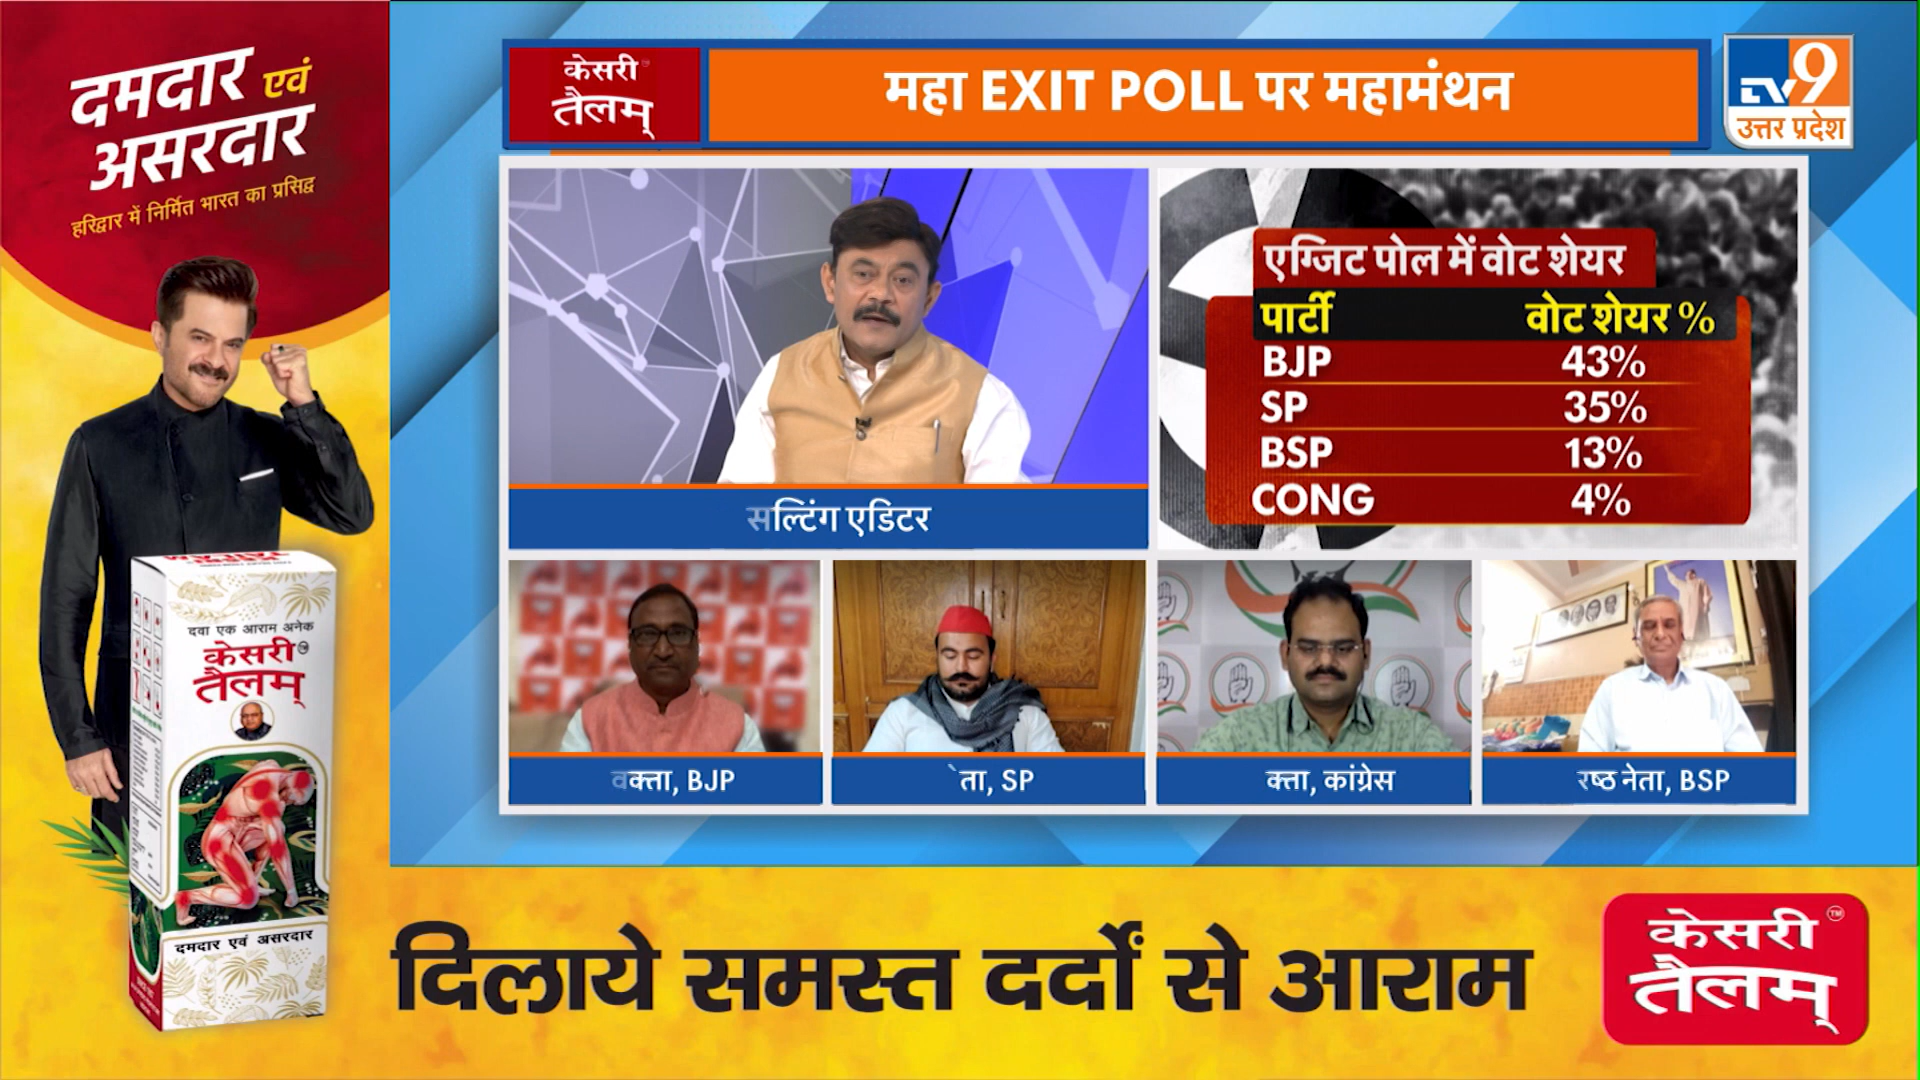 दमदार एवं
असरदार
हरिद्वार में निर्मित भारत का प्रसिद्व
केसरी
तैलम्
महा EXIT POLL पर महामंथन
TV9
उत्तर प्रदेश
एग्जिट पोल में वोट शेयर
पार्टी वोट शेयर %
BJP 43%
SP 35%
BSP 13%
CONG 4%
सल्टिंग एडिटर
वक्ता, BJP
ेता, SP
क्ता, कांग्रेस
रष्ठ नेता, BSP
दवा एक आराम अनेक
केसरी TM
तैलम्
दमदार एवं असरदार
दिलाये समस्त दर्दों से आराम
केसरी TM
तैलम्